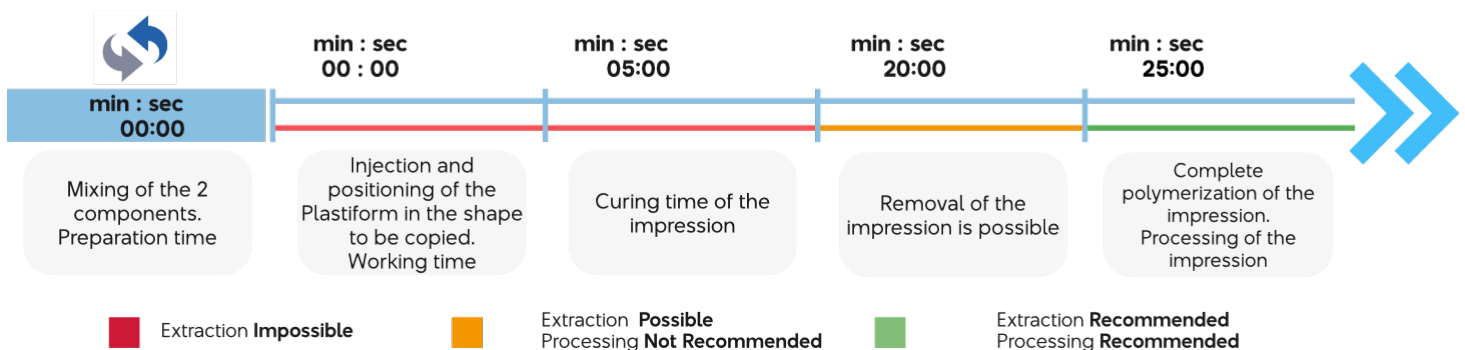 min : sec
00:00
min : sec
00 : 00
min : sec
05:00
min : sec
20:00
min : sec
25:00
Mixing of the 2
components.
Preparation time
Injection and
positioning of the
Plastiform in the shape
to be copied.
Working time
Curing time of the
impression
Removal of the
impression is possible
Complete
polymerization of the
impression.
Processing of the
impression
Extraction Impossible
Extraction Possible
Processing Not Recommended
Extraction Recommended
Processing Recommended